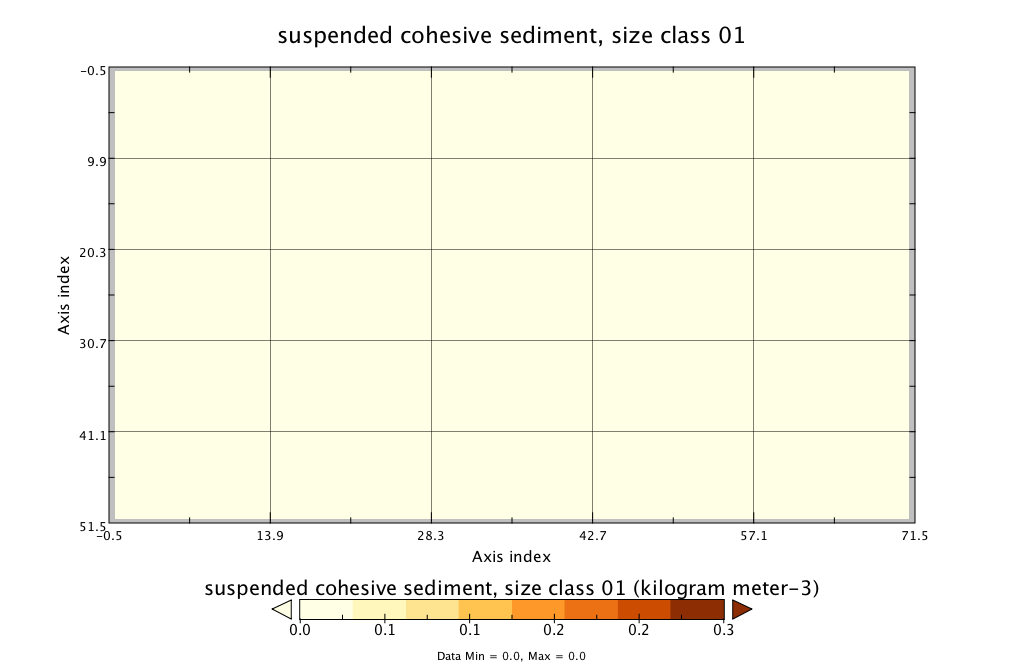 suspended cohesive sediment, size class 01
−0.5
9.9
20.3
30.7
41.1
51.5
Axis index
−0.5 13.9 28.3 42.7 57.1 71.5
Axis index
suspended cohesive sediment, size class 01 (kilogram meter−3)
0.0 0.1 0.1 0.2 0.2 0.3
Data Min = 0.0, Max = 0.0